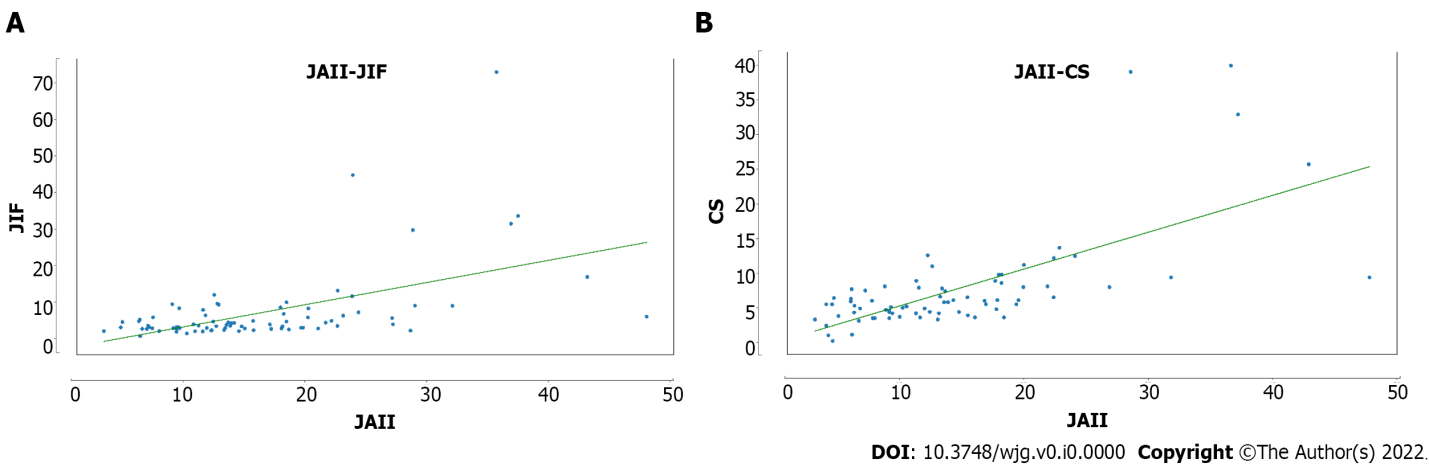 A
JAII-JIF
70
60
50
40
30
20
10
0
JIF
0 10 20 30 40 50
JAII
B
JAII-CS
40
35
30
25
20
15
10
5
0
CS
0 10 20 30 40 50
JAII
DOI: 10.3748/wjg.v0.i0.0000 Copyright ©The Author(s) 2022.